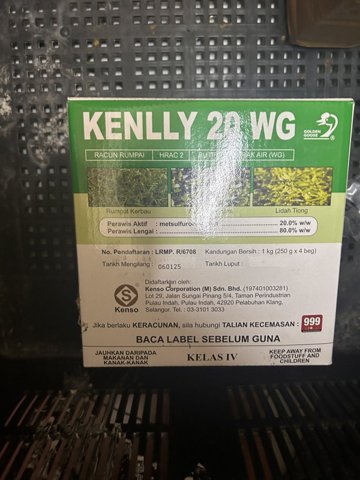 KENLLY 20 WG
GOLDEN GOOSE
RACUN RUMPAI HRAC 2 AIR (WG)
Rumput Kerbau Lidah Tiong
Perawis Aktif : 20.0% w/w
Perawis Lengai : 80.0% w/w
No. Pendaftaran : LRMP. R/6708 Kandungan Bersih : 1 kg (250 g x 4 beg)
Tarikh Mengilang : 060125 Tarikh Luput :
Didaftarkan oleh:
Kenso Corporation (M) Sdn. Bhd. (197401003281)
Lot 29, Jalan Sungai Pinang 5/4, Taman Perindustrian
Pulau Indah, Pulau Indah, 42920 Pelabuhan Klang,
Selangor. Tel.: 03-3101 3033
Kenso
Jika berlaku KERACUNAN, sila hubungi TALIAN KECEMASAN : 999
BACA LABEL SEBELUM GUNA
JAUHKAN DARIPADA MAKANAN DAN KANAK-KANAK
KELAS IV
KEEP AWAY FROM FOODSTUFF AND CHILDREN